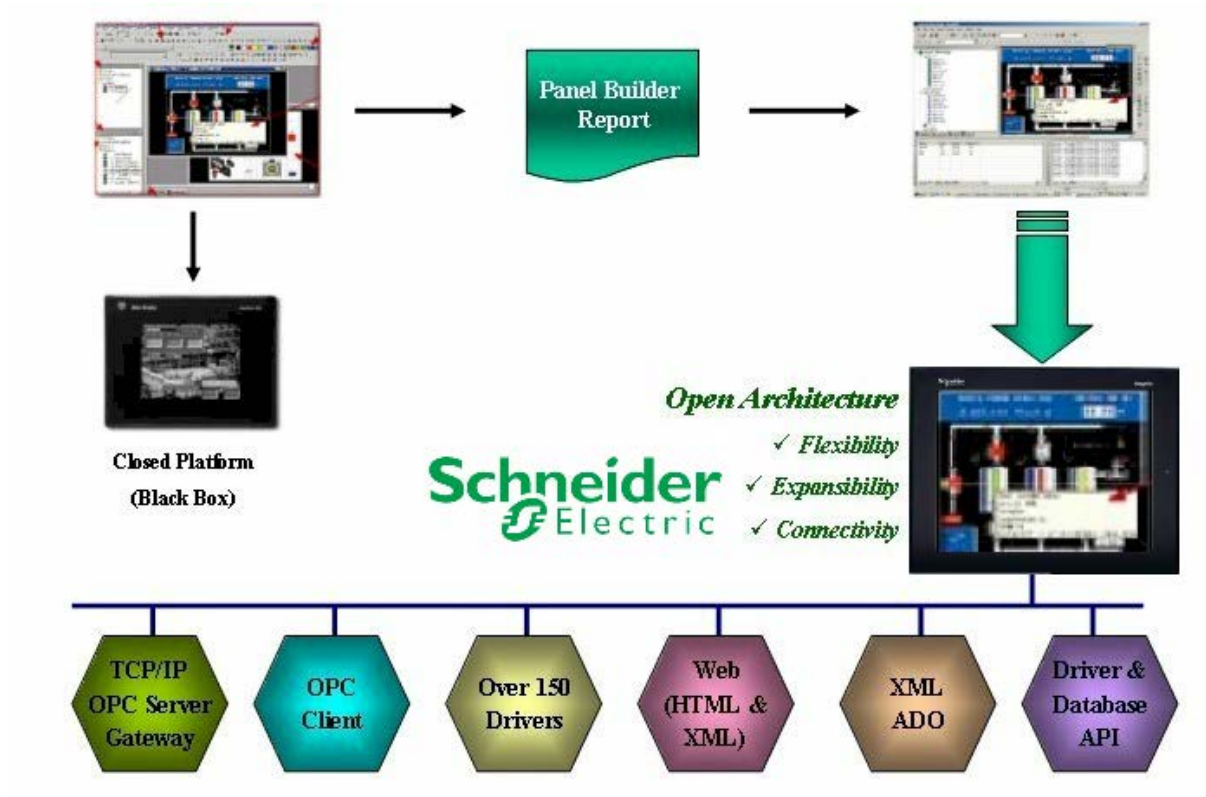 Panel Builder
Report
Closed Platform
(Black Box)
Open Architecture
✓ Flexibility
✓ Expansibility
✓ Connectivity
Schneider
Electric
TCP/IP
OPC Server
Gateway
OPC
Client
Over 150
Drivers
Web
(HTML &
XML)
XML
ADO
Driver &
Database
API